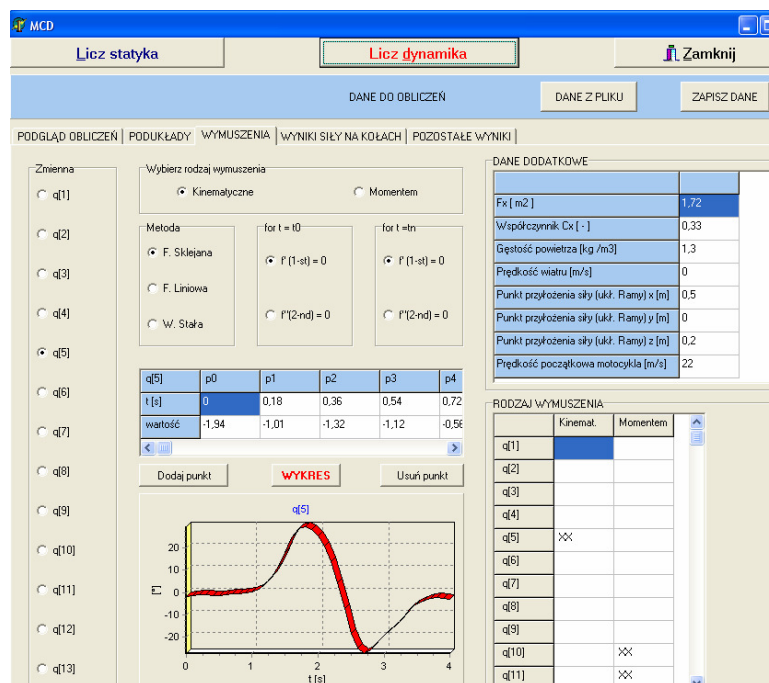 MCD
Licz statyka Licz dynamika Zamknij
DANE DO OBLICZEŃ DANE Z PLIKU ZAPISZ DANE
PODGLĄD OBLICZEŃ PODUKŁADY WYMUSZENIA WYNIKI SIŁY NA KOŁACH POZOSTAŁE WYNIKI
Zmienna
q[1]
q[2]
q[3]
q[4]
q[5]
q[6]
q[7]
q[8]
q[9]
q[10]
q[11]
q[12]
q[13]
Wybierz rodzaj wymuszenia
Kinematyczne Momentem
Metoda
F. Sklejana
F. Liniowa
W. Stała
for t = t0
f' (1-st) = 0
f''(2-nd) = 0
for t =tn
f' (1-st) = 0
f''(2-nd) = 0
q[5] p0 p1 p2 p3 p4
t [s] 0 0,18 0,36 0,54 0,72
wartość -1,94 -1,01 -1,32 -1,12 -0,58
Dodaj punkt WYKRES Usuń punkt
q[5]
20
10
0
-10
-20
[°]
0 1 2 3 4
t [s]
DANE DODATKOWE
Fx [ m2 ] 1,72
Współczynnik Cx [ - ] 0,33
Gęstość powietrza [kg /m3] 1,3
Prędkość wiatru [m/s] 0
Punkt przyłożenia siły (ukł. Ramy) x [m] 0,5
Punkt przyłożenia siły (ukł. Ramy) y [m] 0
Punkt przyłożenia siły (ukł. Ramy) z [m] 0,2
Prędkość początkowa motocykla [m/s] 22
RODZAJ WYMUSZENIA
Kinemat. Momentem
q[1]
q[2]
q[3]
q[4]
q[5] XX
q[6]
q[7]
q[8]
q[9]
q[10] XX
q[11] XX